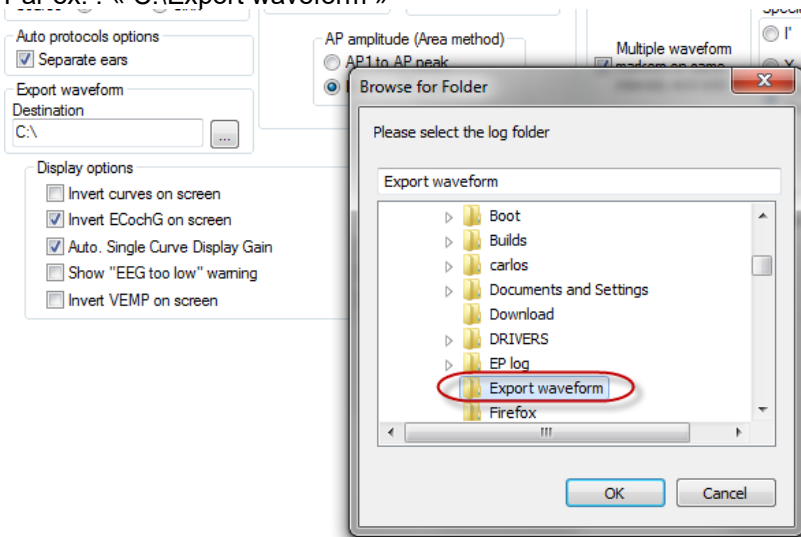 Par ex. : « C:\Export waveform »
Auto protocols options
Separate ears
Export waveform
Destination
C:\
...
AP amplitude (Area method)
AP1 to AP peak
Multiple waveform
Display options
Invert curves on screen
Invert ECochG on screen
Auto. Single Curve Display Gain
Show "EEG too low" warning
Invert VEMP on screen
Browse for Folder
Please select the log folder
Export waveform
Boot
Builds
carlos
Documents and Settings
Download
DRIVERS
EP log
Export waveform
Firefox
OK
Cancel